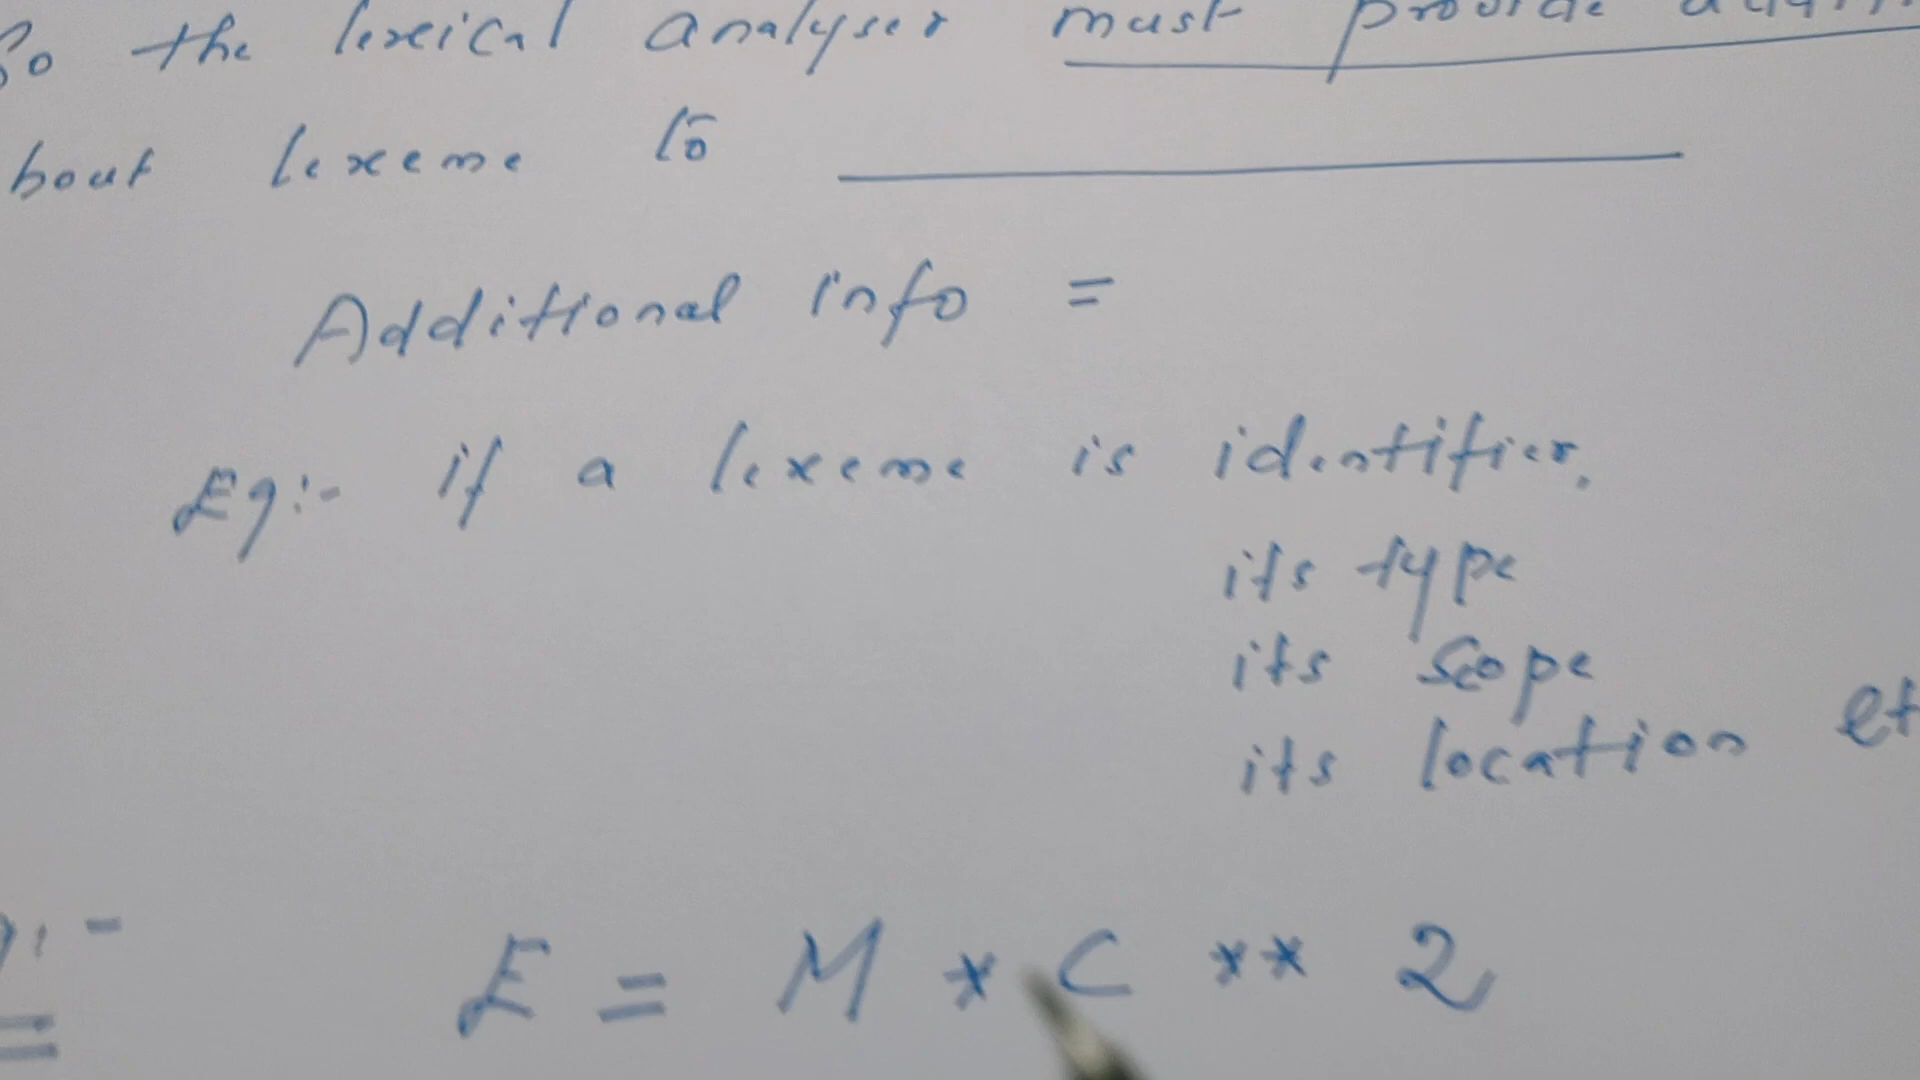 So the lexical analyser must provide
bout lexeme to
Additional info =
Eg:- if a lexeme is identifier.
its type
its scope
its location et
E = M * C ** 2